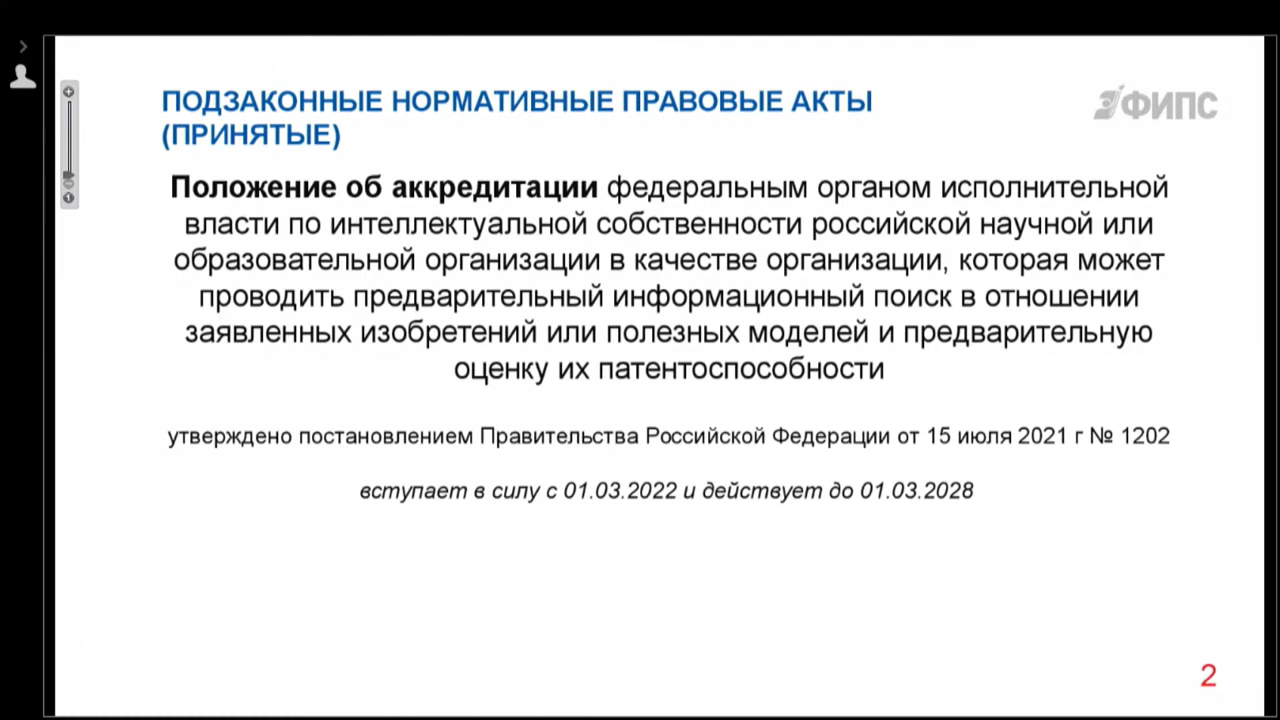 ПОДЗАКОННЫЕ НОРМАТИВНЫЕ ПРАВОВЫЕ АКТЫ
(ПРИНЯТЫЕ)
ФИПС
Положение об аккредитации федеральным органом исполнительной
власти по интеллектуальной собственности российской научной или
образовательной организации в качестве организации, которая может
проводить предварительный информационный поиск в отношении
заявленных изобретений или полезных моделей и предварительную
оценку их патентоспособности
утверждено постановлением Правительства Российской Федерации от 15 июля 2021 г № 1202
вступает в силу с 01.03.2022 и действует до 01.03.2028
2